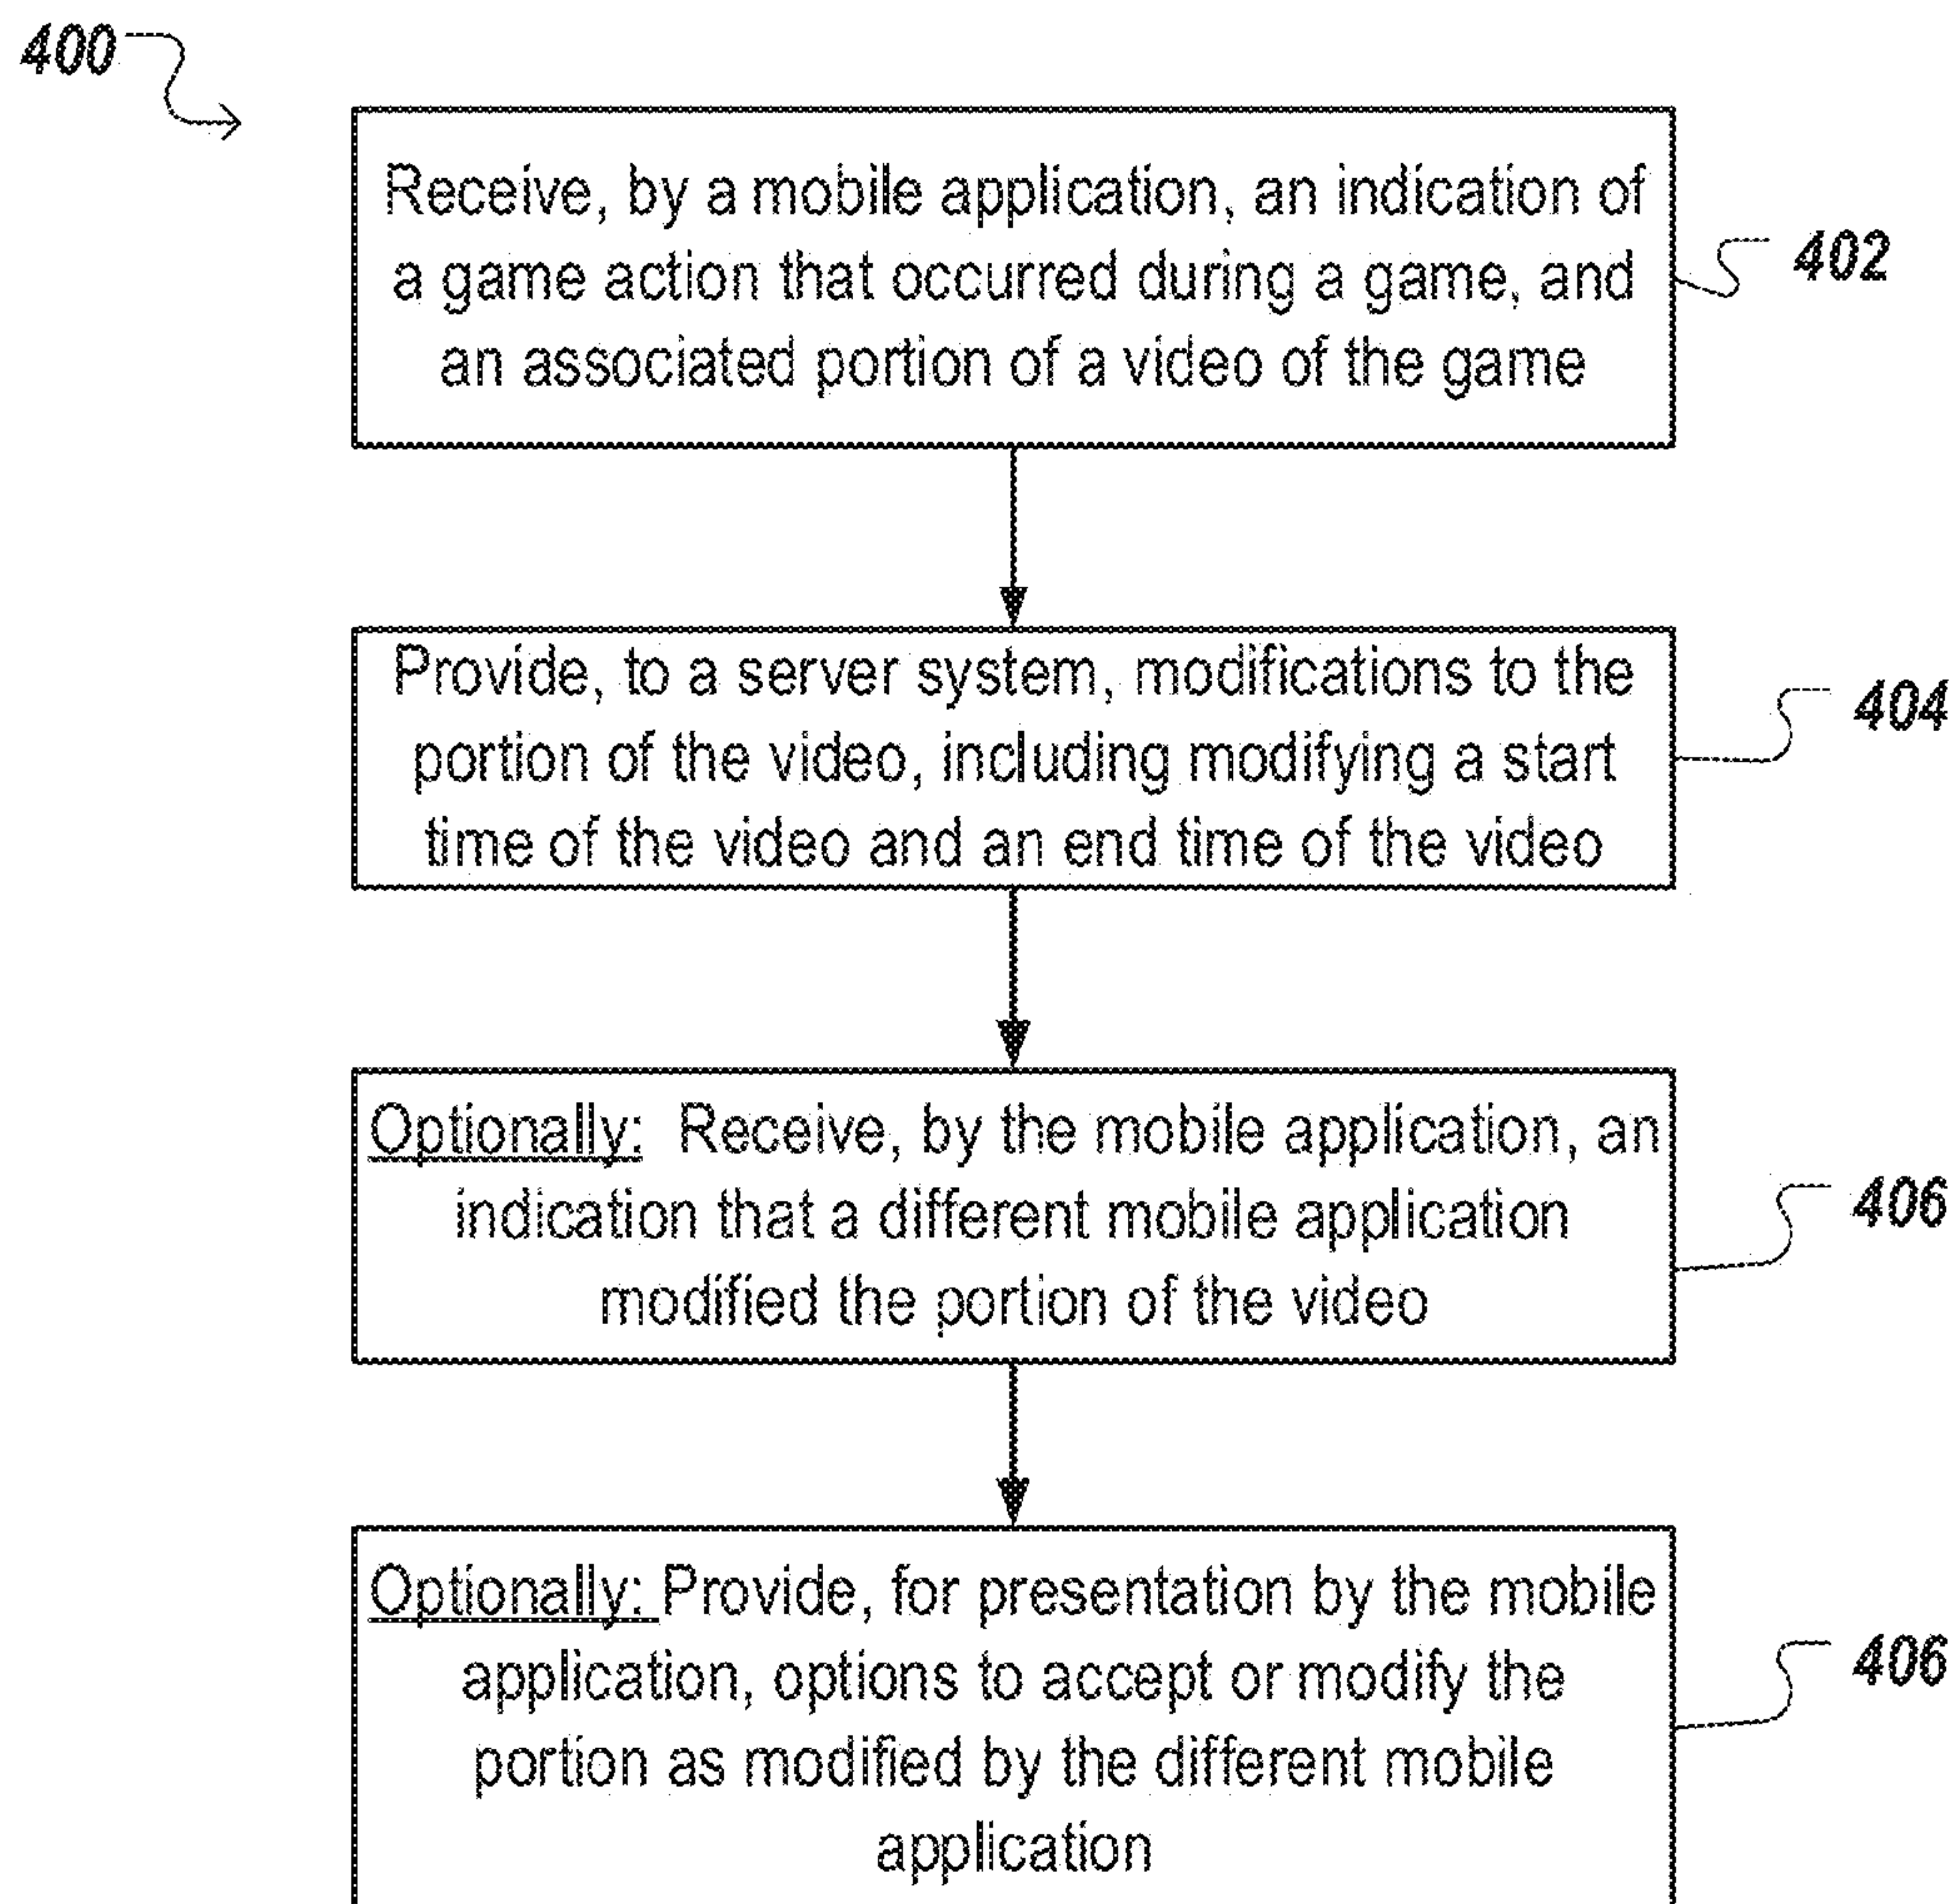 400
Receive, by a mobile application, an indication of
a game action that occurred during a game, and
an associated portion of a video of the game
402
Provide, to a server system, modifications to the
portion of the video, including modifying a start
time of the video and an end time of the video
404
Optionally: Receive, by the mobile application, an
indication that a different mobile application
modified the portion of the video
406
Optionally: Provide, for presentation by the mobile
application, options to accept or modify the
portion as modified by the different mobile
application
406